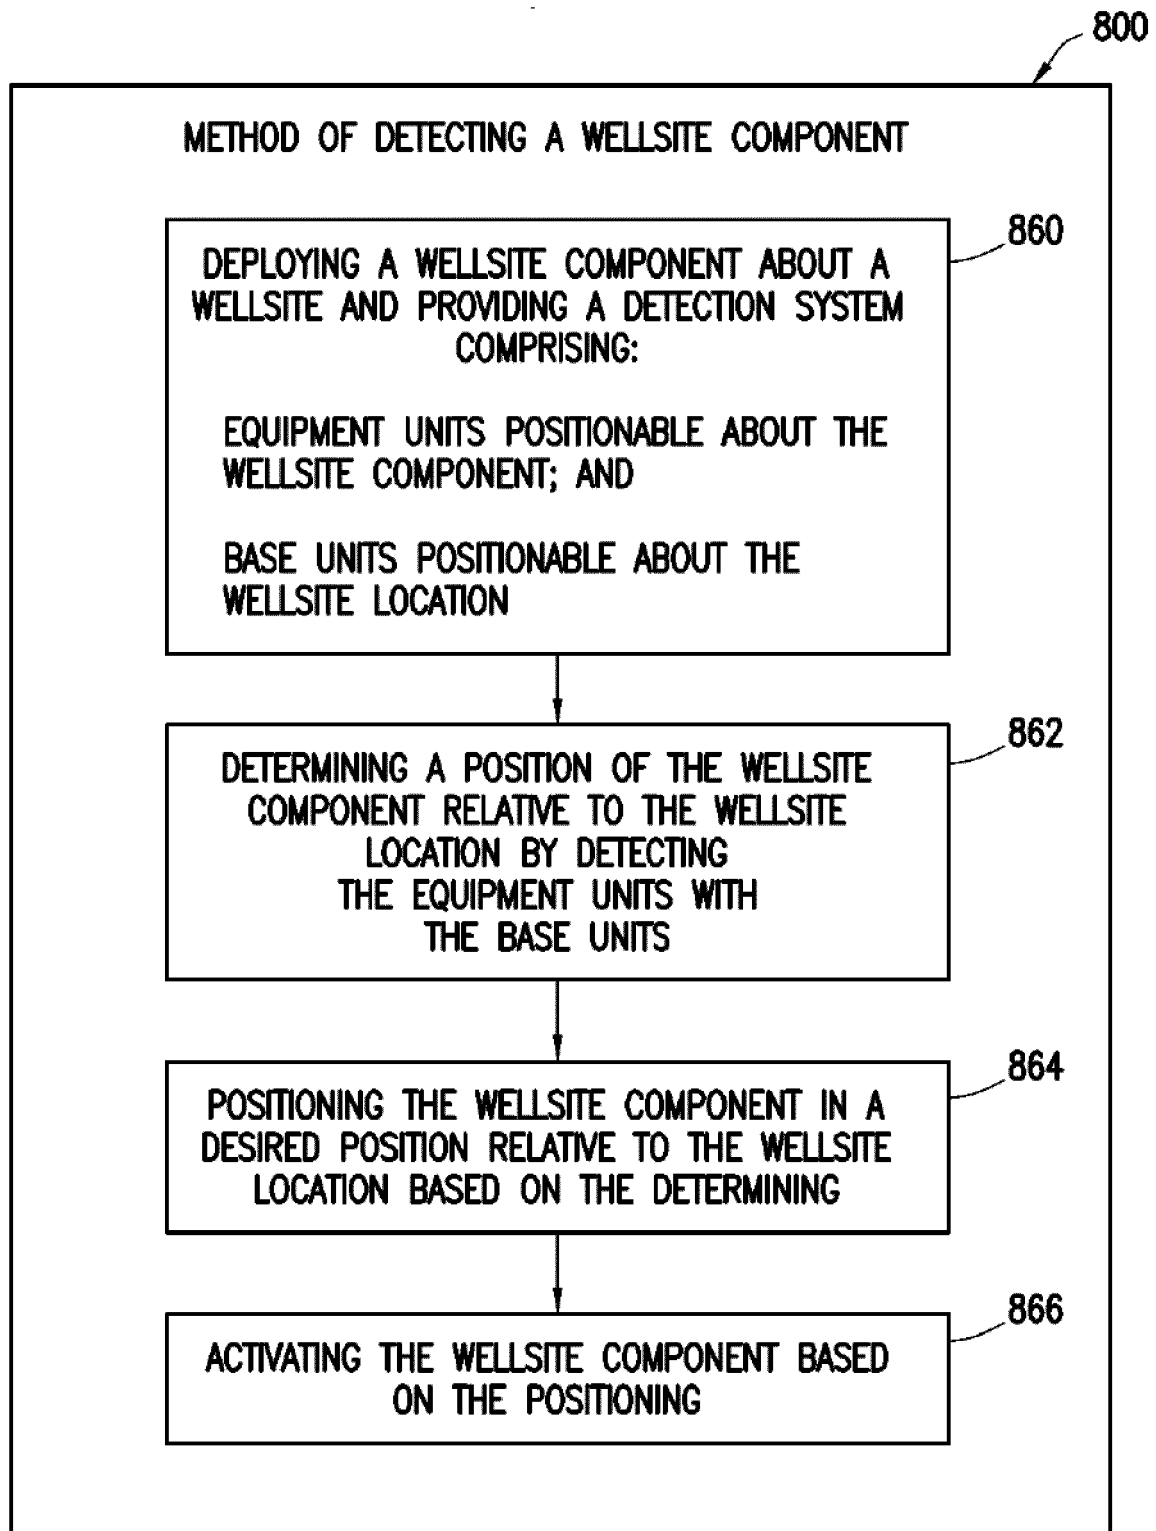 800
METHOD OF DETECTING A WELLSITE COMPONENT
860
DEPLOYING A WELLSITE COMPONENT ABOUT A
WELLSITE AND PROVIDING A DETECTION SYSTEM
COMPRISING:
EQUIPMENT UNITS POSITIONABLE ABOUT THE
WELLSITE COMPONENT; AND
BASE UNITS POSITIONABLE ABOUT THE
WELLSITE LOCATION
862
DETERMINING A POSITION OF THE WELLSITE
COMPONENT RELATIVE TO THE WELLSITE
LOCATION BY DETECTING
THE EQUIPMENT UNITS WITH
THE BASE UNITS
864
POSITIONING THE WELLSITE COMPONENT IN A
DESIRED POSITION RELATIVE TO THE WELLSITE
LOCATION BASED ON THE DETERMINING
866
ACTIVATING THE WELLSITE COMPONENT BASED
ON THE POSITIONING